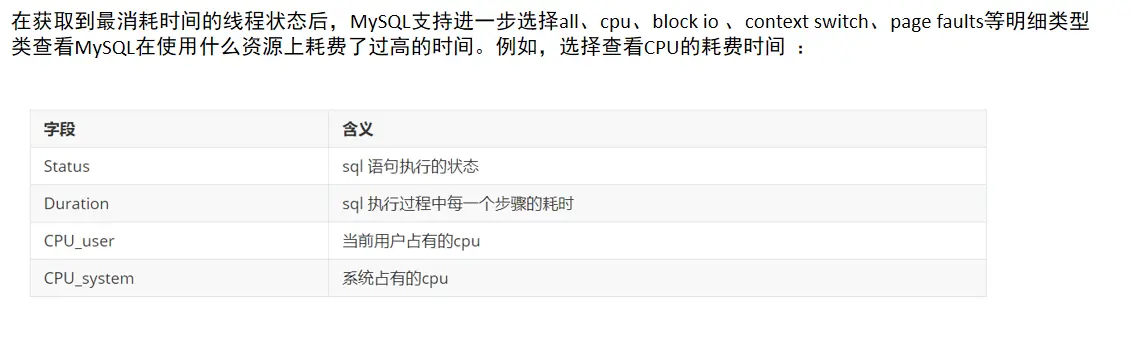 在获取到最消耗时间的线程状态后，MySQL支持进一步选择all、cpu、block io 、context switch、page faults等明细类型
类查看MySQL在使用什么资源上耗费了过高的时间。例如，选择查看CPU的耗费时间 ：
字段 含义
Status sql 语句执行的状态
Duration sql 执行过程中每一个步骤的耗时
CPU_user 当前用户占有的cpu
CPU_system 系统占有的cpu